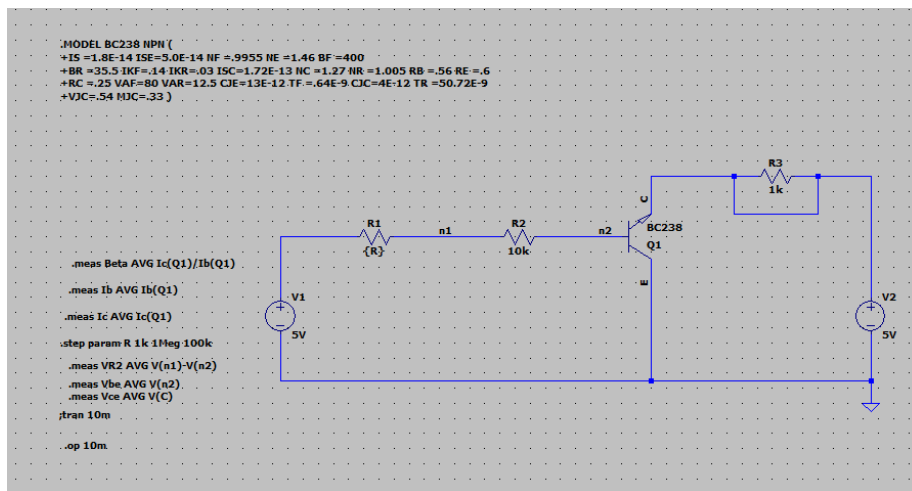 .MODEL BC238 NPN (
+IS =1.8E-14 ISE=5.0E-14 NF =.9955 NE =1.46 BF =400
+BR =35.5 IKF=.14 IKR=.03 ISC=1.72E-13 NC =1.27 NR =1.005 RB =.56 RE =.6
+RC =.25 VAF=80 VAR=12.5 CJE=13E-12 TF =.64E-9 CJC=4E-12 TR =50.72E-9
+VJC=.54 MJC=.33 )
R3
1k
C
R1
n1
R2
n2
BC238
{R}
10k
Q1
.meas Beta AVG Ic(Q1)/Ib(Q1)
E
.meas Ib AVG Ib(Q1)
V1
V2
.meas Ic AVG Ic(Q1)
5V
5V
.step param R 1k 1Meg 100k
.meas VR2 AVG V(n1)-V(n2)
.meas Vbe AVG V(n2)
.meas Vce AVG V(C)
;tran 10m
.op 10m